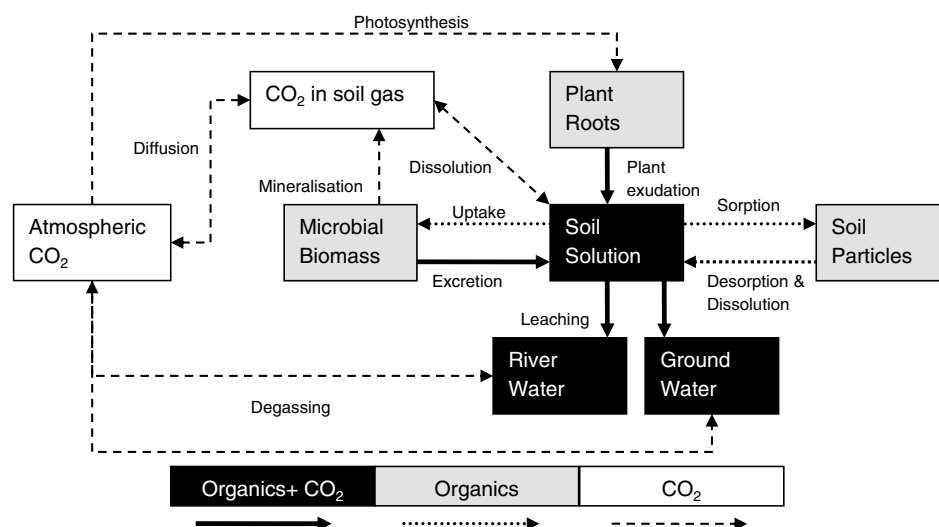 Photosynthesis
CO₂ in soil gas
Plant
Roots
Diffusion
Mineralisation
Dissolution
Plant
exudation
Atmospheric
CO₂
Microbial
Biomass
Uptake
Excretion
Soil
Solution
Sorption
Desorption &
Dissolution
Soil
Particles
Leaching
River
Water
Ground
Water
Degassing
Organics+ CO₂
Organics
CO₂